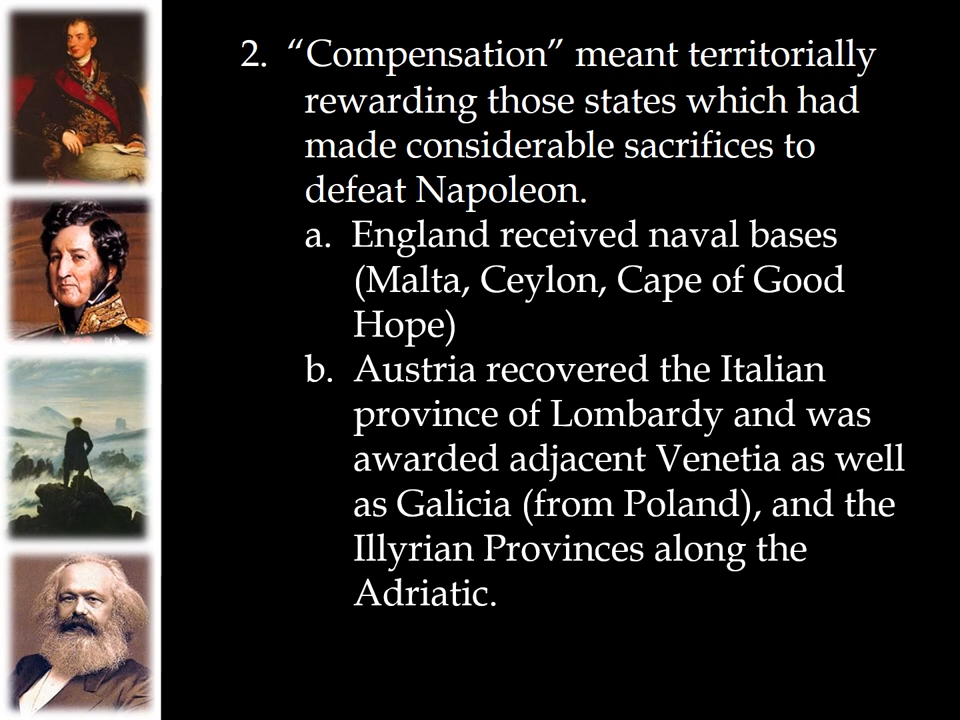 2. “Compensation” meant territorially
rewarding those states which had
made considerable sacrifices to
defeat Napoleon.
a. England received naval bases
(Malta, Ceylon, Cape of Good
Hope)
b. Austria recovered the Italian
province of Lombardy and was
awarded adjacent Venetia as well
as Galicia (from Poland), and the
Illyrian Provinces along the
Adriatic.